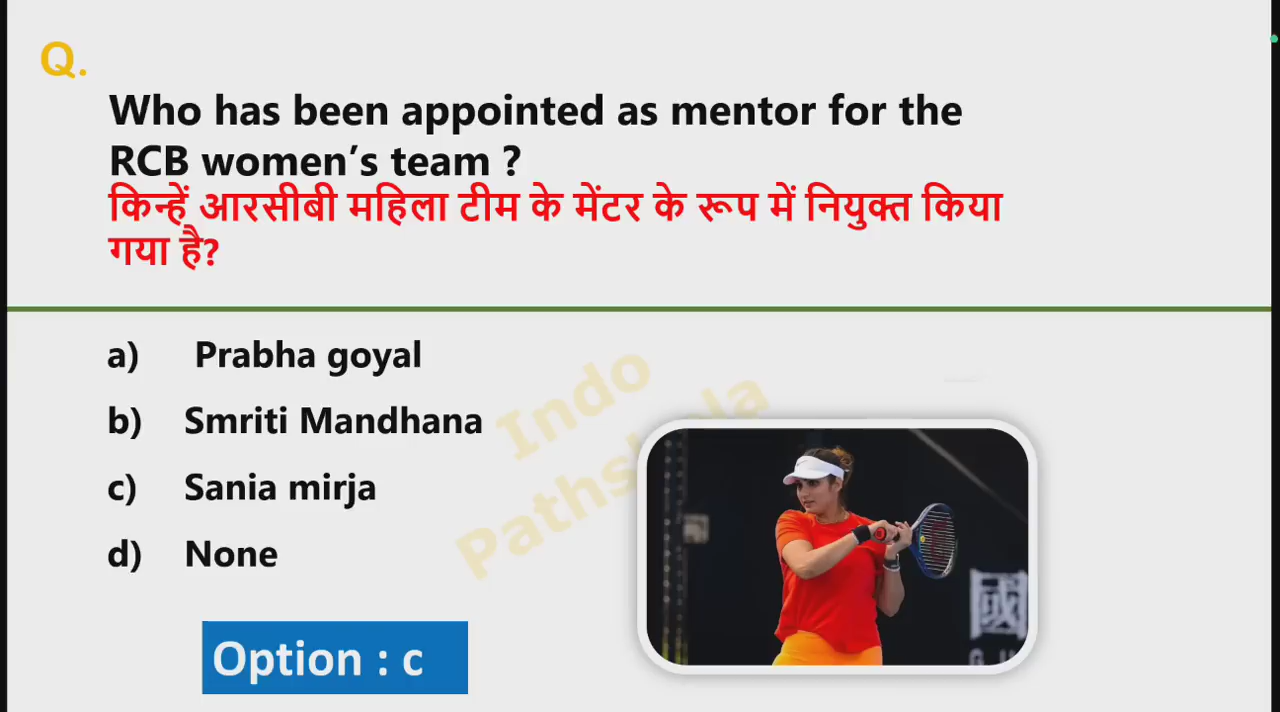 Q.
Who has been appointed as mentor for the
RCB women's team ?
किन्हें आरसीबी महिला टीम के मेंटर के रूप में नियुक्त किया
गया है?
a) Prabha goyal
b) Smriti Mandhana
c) Sania mirja
d) None
Indo
Option : c
國